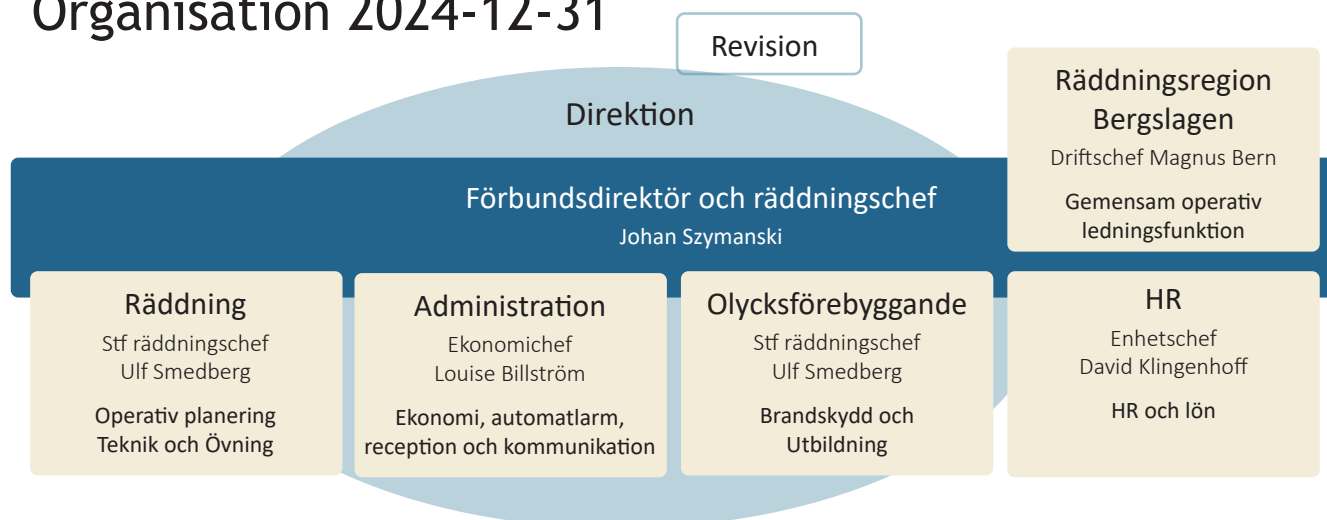 Organisation 2024-12-31
Revision
Direktion
Räddningsregion
Bergslagen
Driftschef Magnus Bern
Gemensam operativ
ledningsfunktion
Förbundsdirektör och räddningschef
Johan Szymanski
Räddning
Stf räddningschef
Ulf Smedberg
Operativ planering
Teknik och Övning
Administration
Ekonomichef
Louise Billström
Ekonomi, automatlarm,
reception och kommunikation
Olycksförebyggande
Stf räddningschef
Ulf Smedberg
Brandskydd och
Utbildning
HR
Enhetschef
David Klingenhoff
HR och lön